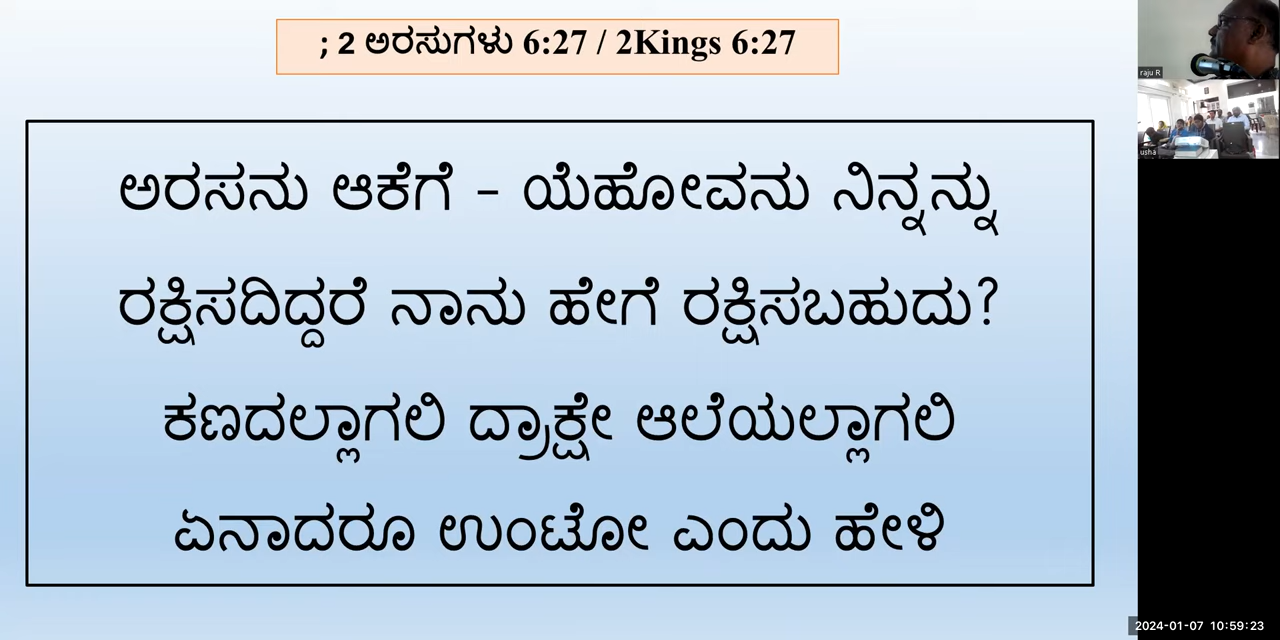 ; 2 ಅರಸುಗಳು 6:27 / 2Kings 6:27
ಅರಸನು ಆಕೆಗೆ – ಯೆಹೋವನು ನಿನ್ನನ್ನು
ರಕ್ಷಿಸದಿದ್ದರೆ ನಾನು ಹೇಗೆ ರಕ್ಷಿಸಬಹುದು?
ಕಣದಲ್ಲಾಗಲಿ ದ್ರಾಕ್ಷೇ ಆಲೆಯಲ್ಲಾಗಲಿ
ಏನಾದರೂ ಉಂಟೋ ಎಂದು ಹೇಳಿ
raju R
usha
2024-01-07 10:59:23